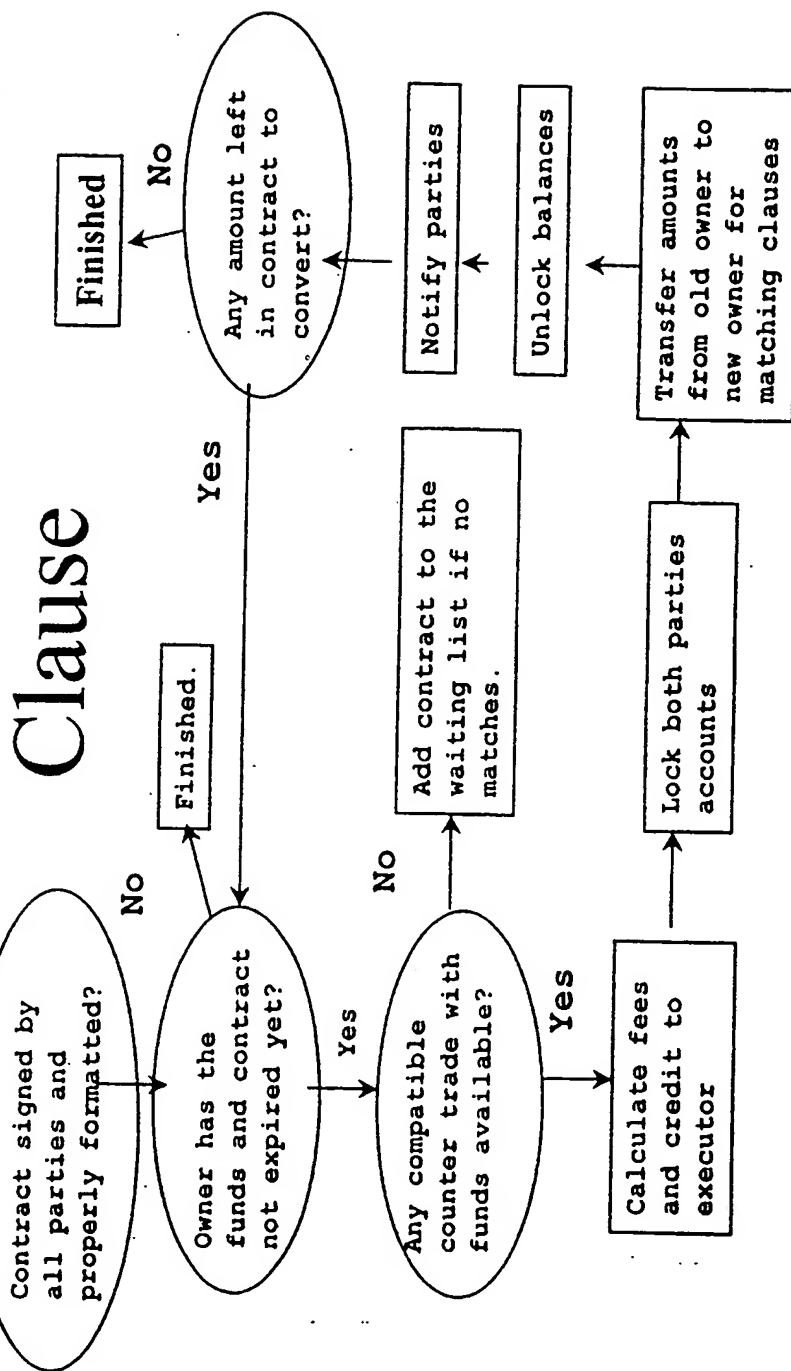 Clause
Contract signed by
all parties and
properly formatted?
No
Finished.
Owner has the
funds and contract
not expired yet?
Yes
Yes
Any compatible
counter trade with
funds available?
No
Add contract to the
waiting list if no
matches.
Yes
Calculate fees
and credit to
executor
Lock both parties
accounts
Transfer amounts
from old owner to
new owner for
matching clauses
Unlock balances
Notify parties
Any amount left
in contract to
convert?
No
Finished